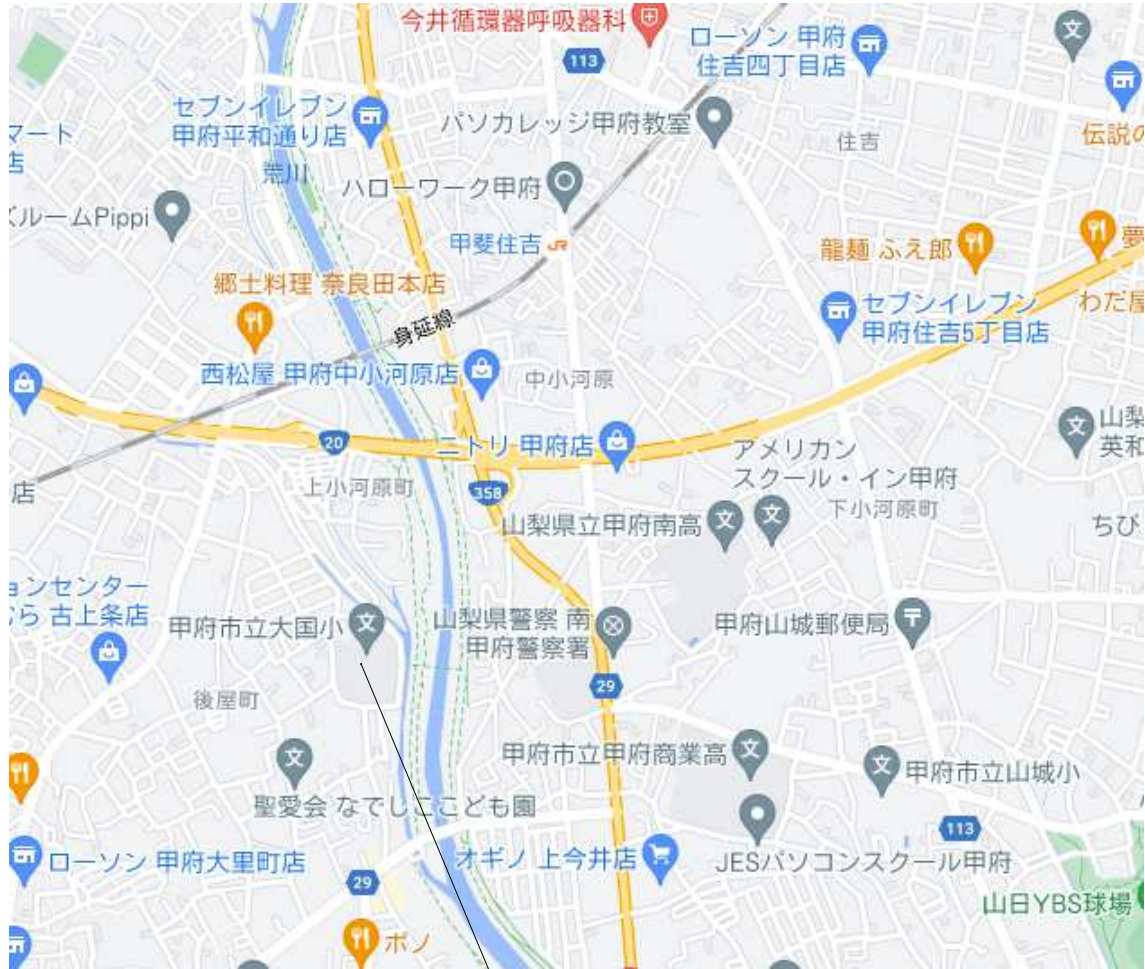 今井循環器呼吸器科
113
ローソン 甲府
住吉四丁目店
文
セブンイレブン
甲府平和通り店
マート
店
パソカレッジ甲府教室
住吉
伝説の
荒川
ハローワーク甲府
ルームPippi
甲斐住吉 JR
龍麺 ふえ郎
夢
郷土料理 奈良田本店
セブンイレブン
甲府住吉5丁目店
わだ
身延線
西松屋 甲府中小河原店
中小河原
20
ニトリ 甲府店
アメリカン
スクール・イン甲府
文
山梨
英和
店
上小河原町
358
山梨県立甲府南高
文
文
下小河原町
ちひ
ョンセンター
ら 古上条店
甲府市立大国小
文
山梨県警察 南
甲府警察署
甲府山城郵便局
〒
後屋町
29
甲府市立甲府商業高
文
文
甲府市立山城小
文
聖愛会 なでしここども園
ローソン 甲府大里町店
29
オギノ 上今井店
JESパソコンスクール甲府
113
山日YBS球場
ボノ